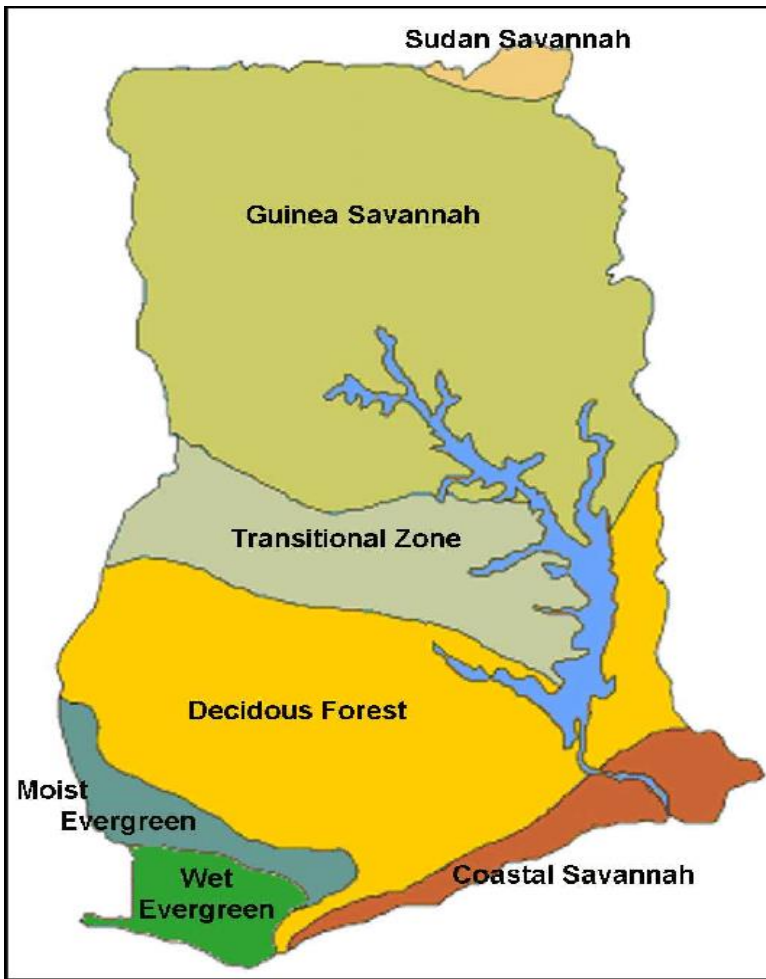 Sudan Savannah
Guinea Savannah
Transitional Zone
Decidous Forest
Moist
Evergreen
Wet
Evergreen
Coastal Savannah